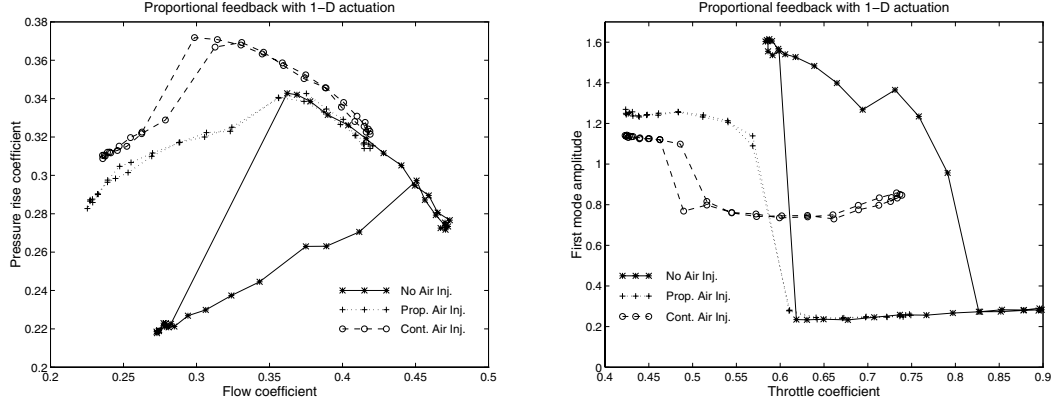 Proportional feedback with 1-D actuation
0.38
0.36
0.34
0.32
0.3
0.28
0.26
0.24
0.22
0.2
Pressure rise coefficient
No Air Inj.
Prop. Air Inj.
Cont. Air Inj.
0.2 0.25 0.3 0.35 0.4 0.45 0.5
Flow coefficient
Proportional feedback with 1-D actuation
1.6
1.4
1.2
1
0.8
0.6
0.4
0.2
0
First mode amplitude
No Air Inj.
Prop. Air Inj.
Cont. Air Inj.
0.4 0.45 0.5 0.55 0.6 0.65 0.7 0.75 0.8 0.85 0.9
Throttle coefficient